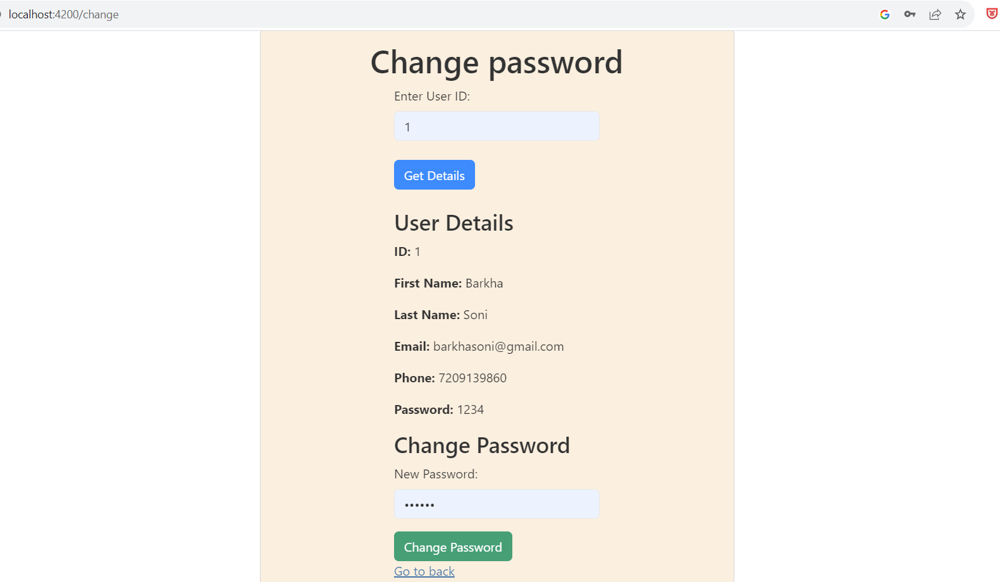 localhost:4200/change
Change password
Enter User ID:
1
Get Details
User Details
ID: 1
First Name: Barkha
Last Name: Soni
Email: barkhasoni@gmail.com
Phone: 7209139860
Password: 1234
Change Password
New Password:
••••••
Change Password
Go to back